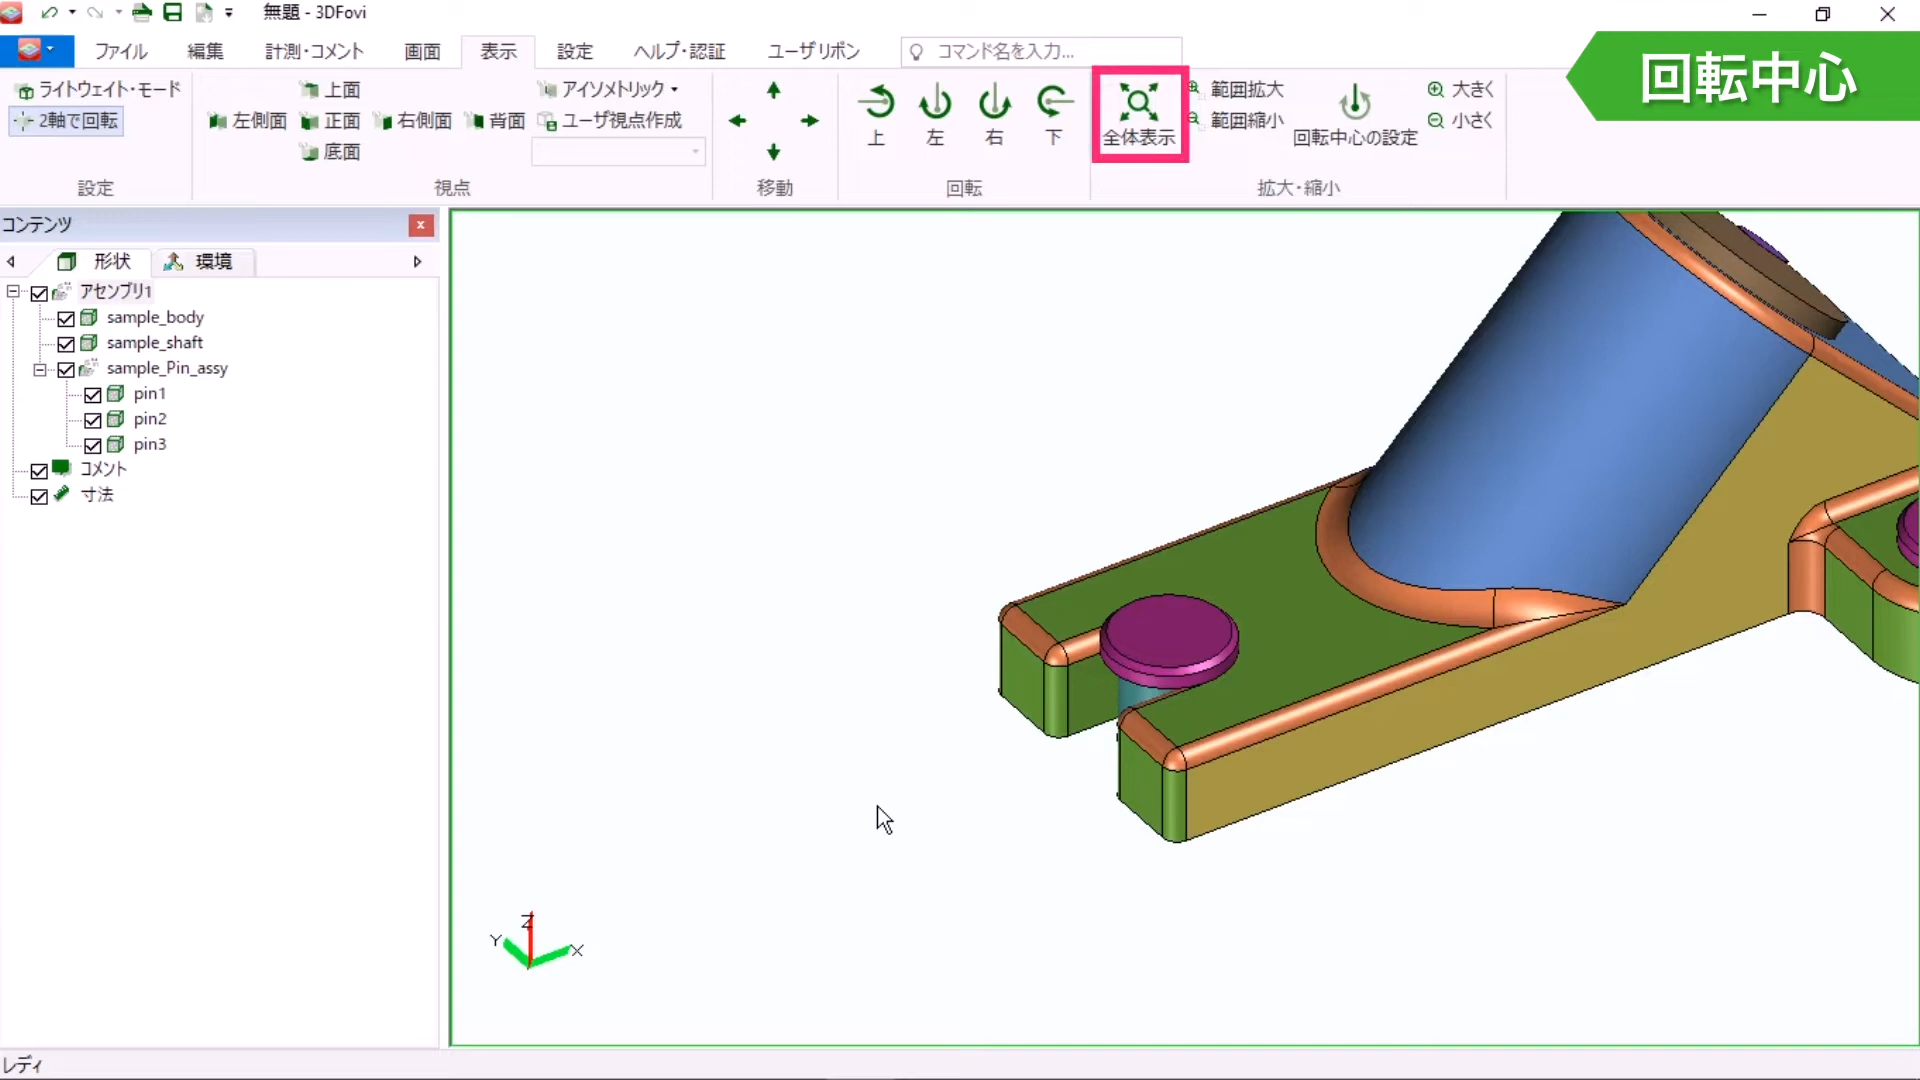 無題 - 3DFovi
回転中心
ファイル 編集 計測・コメント 画面 表示 設定 ヘルプ・認証 ユーザリボン コマンド名を入力...
ライトウェイト・モード
2軸で回転
設定
上面
左側面 正面 右側面 背面
底面
アイソメトリック
ユーザ視点作成
視点
移動
上 左 右 下
回転
全体表示
範囲拡大
範囲縮小
回転中心の設定
大きく
小さく
拡大・縮小
コンテンツ
形状 環境
アセンブリ1
sample_body
sample_shaft
sample_Pin_assy
pin1
pin2
pin3
コメント
寸法
Z
Y
X
レディ